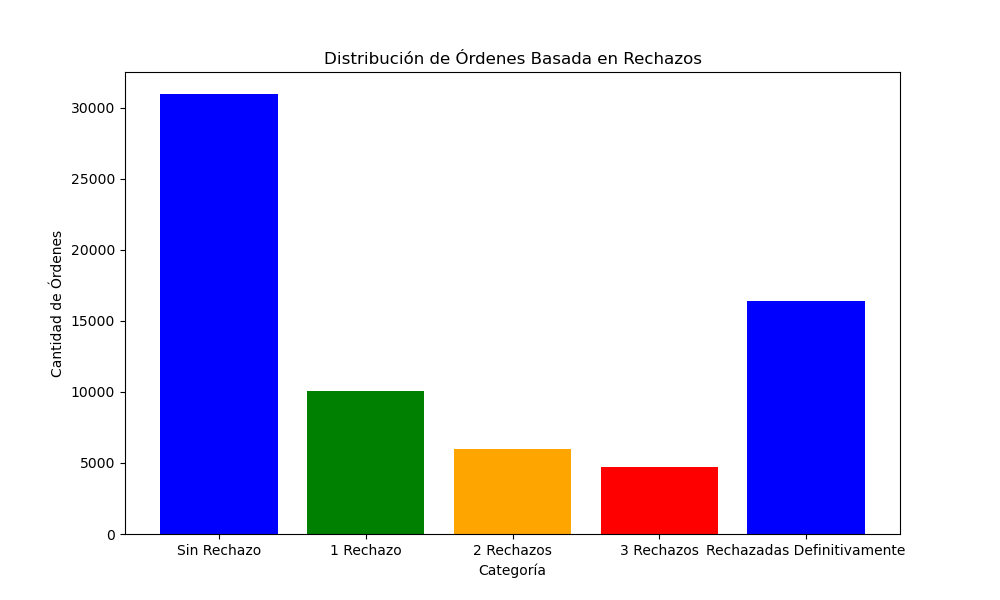 Distribución de Órdenes Basada en Rechazos
Cantidad de Órdenes
30000
25000
20000
15000
10000
5000
0
Sin Rechazo 1 Rechazo 2 Rechazos 3 Rechazos Rechazadas Definitivamente
Categoría